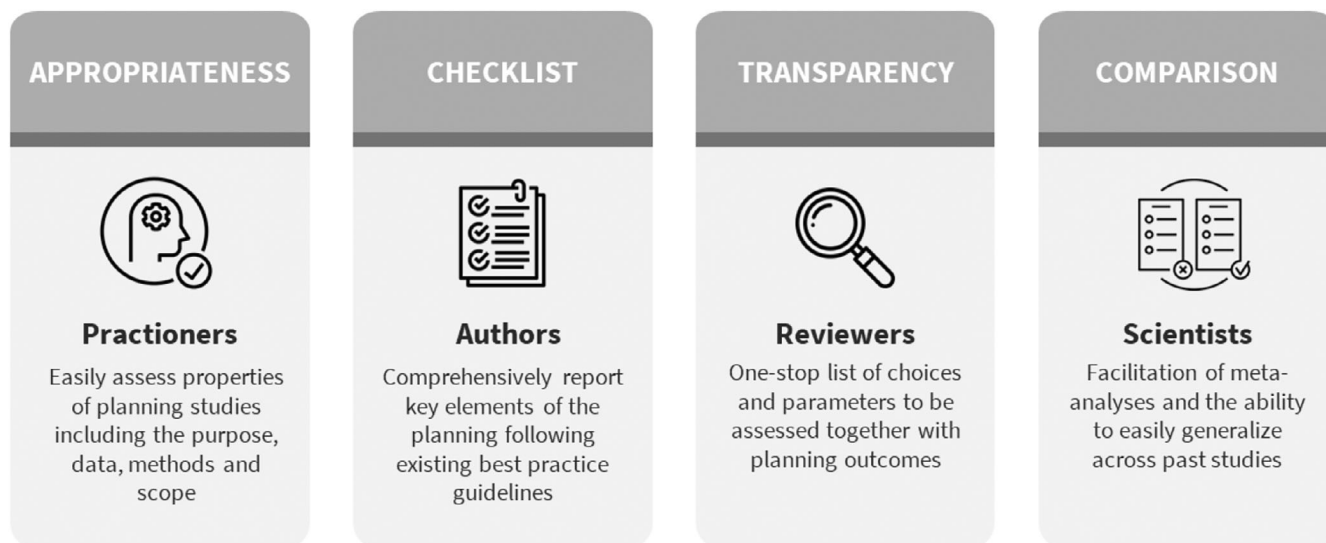 APPROPRIATENESS
Practioners
Easily assess properties
of planning studies
including the purpose,
data, methods and
scope
CHECKLIST
Authors
Comprehensively report
key elements of the
planning following
existing best practice
guidelines
TRANSPARENCY
Reviewers
One-stop list of choices
and parameters to be
assessed together with
planning outcomes
COMPARISON
Scientists
Facilitation of meta-
analyses and the ability
to easily generalize
across past studies